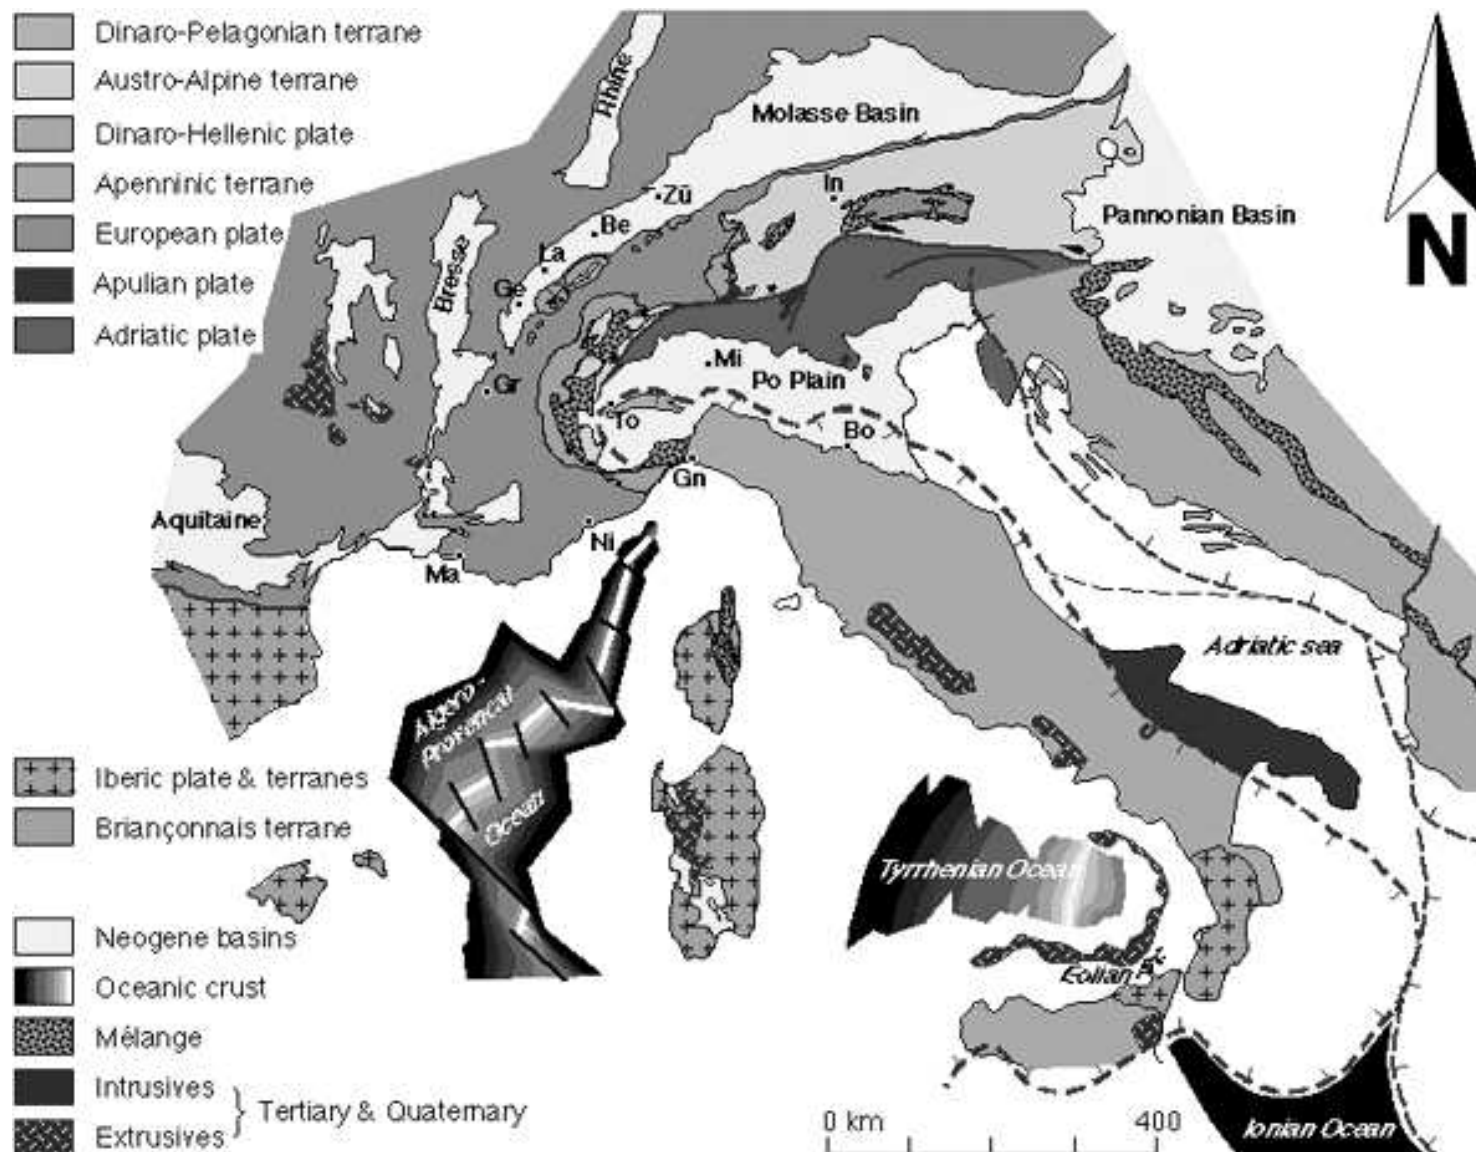 Dinaro-Pelagonian terrane
Austro-Alpine terrane
Dinaro-Hellenic plate
Apenninic terrane
European plate
Apulian plate
Adriatic plate
Rhine
Molasse Basin
Zü
In
Be
La
Ge
Bresse
Pannonian Basin
N
Gr
Mi
Po Plain
To
Bo
Gn
Aquitaine
Ni
Ma
Adriatic sea
Algero-
Provencal
Ocean
Iberic plate & terranes
Briançonnais terrane
Tyrrhenian Ocean
Eolian A
Neogene basins
Oceanic crust
Mélange
Intrusives
Extrusives
Tertiary & Quaternary
0 km 400
Ionian Ocean